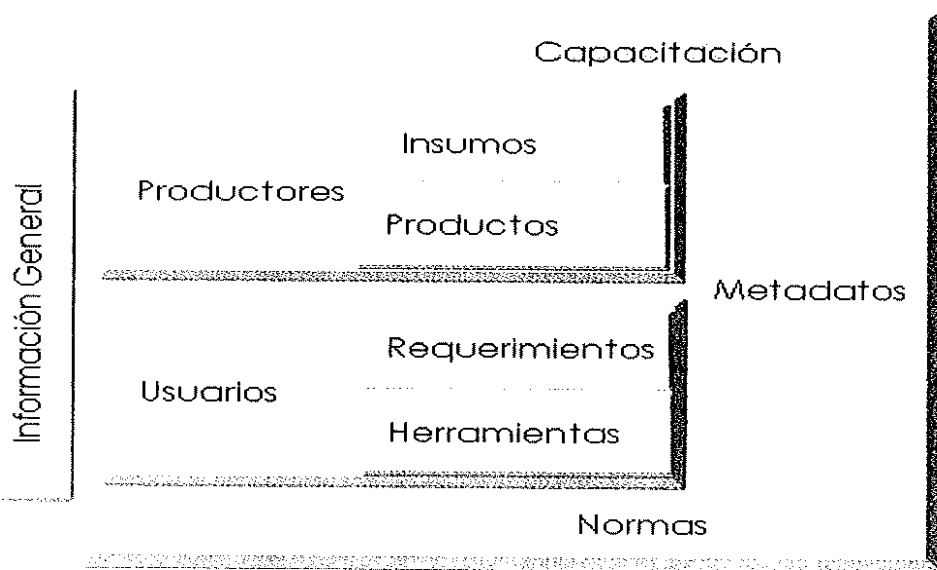 Capacitación
Información General
Productores
Insumos
Productos
Metadatos
Usuarios
Requerimientos
Herramientas
Normas